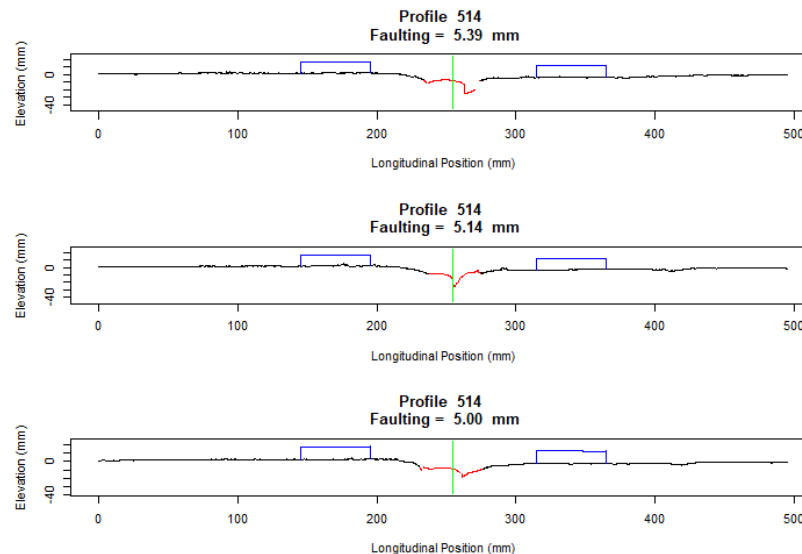 Profile 514
Faulting = 5.39 mm
Elevation (mm)
0
-40
0 100 200 300 400 500
Longitudinal Position (mm)
Profile 514
Faulting = 5.14 mm
Elevation (mm)
0
-40
0 100 200 300 400 500
Longitudinal Position (mm)
Profile 514
Faulting = 5.00 mm
Elevation (mm)
0
-40
0 100 200 300 400 500
Longitudinal Position (mm)